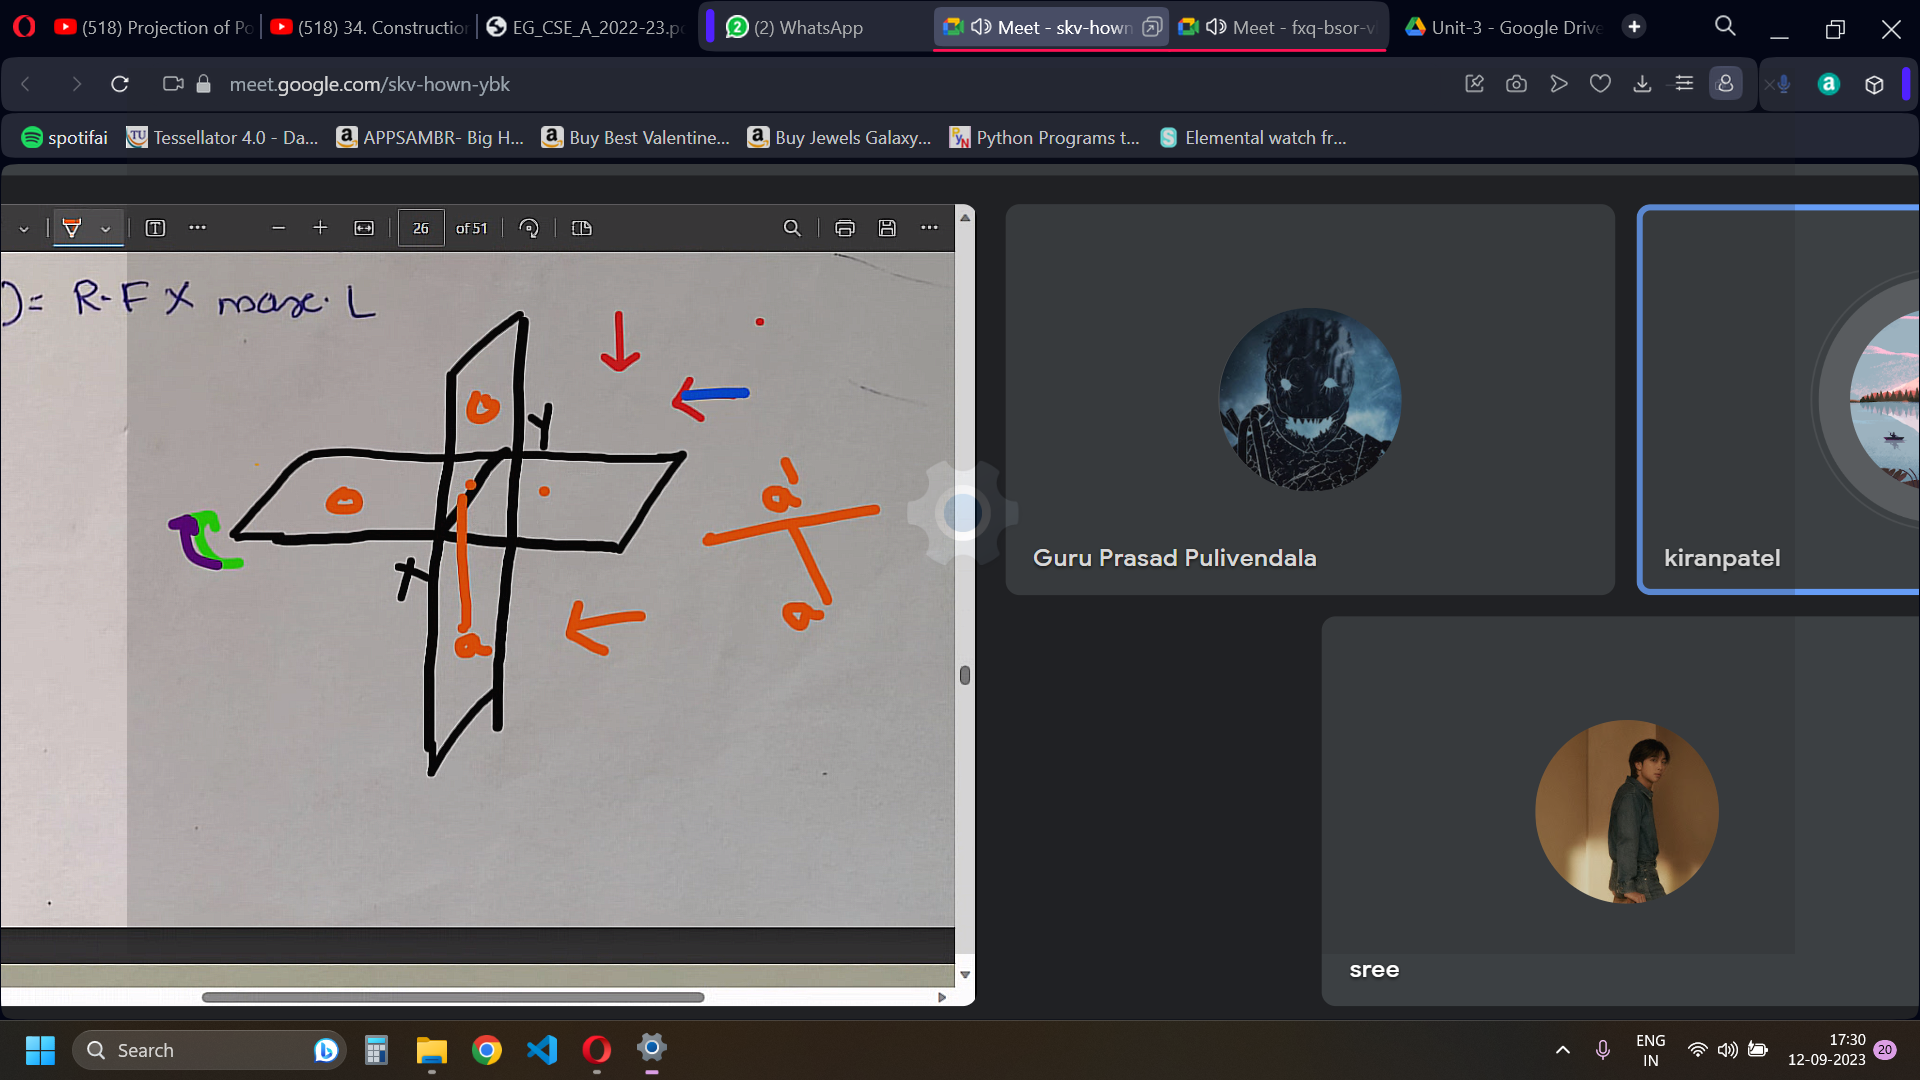 (518) Projection of Po
(518) 34. Construction
EG_CSE_A_2022-23.pd
(2) WhatsApp
Meet - skv-hown
Meet - fxq-bsor-v
Unit-3 - Google Drive
meet.google.com/skv-hown-ybk
spotifai
Tessellator 4.0 - Da...
APPSAMBR- Big H...
Buy Best Valentine...
Buy Jewels Galaxy...
Python Programs t...
Elemental watch fr...
26 of 51
)= R-F X max. L
Y
X
a'
a
a
Guru Prasad Pulivendala
kiranpatel
sree
Search
ENG
IN
17:30
12-09-2023
20